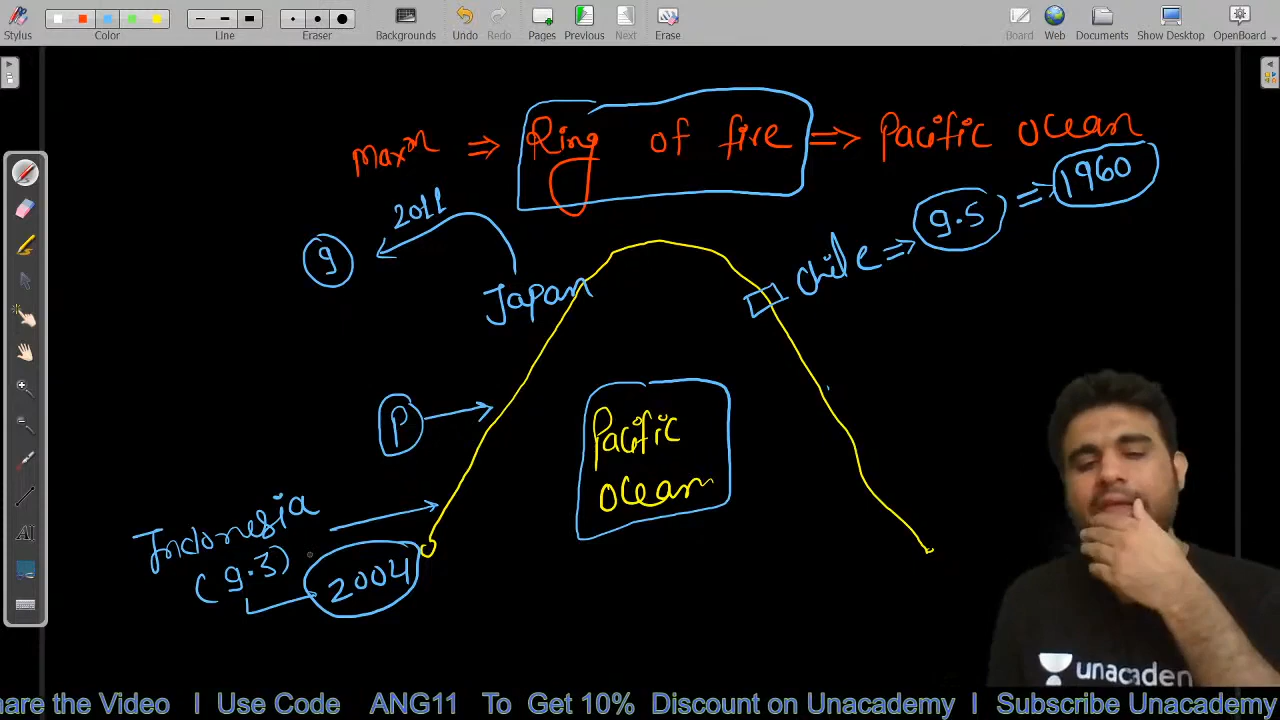 Stylus
Color
Line
Eraser
Backgrounds
Undo
Redo
Pages
Previous
Next
Erase
Board
Web
Documents
Show Desktop
OpenBoard
maxm ⇒ Ring of fire ⇒ Pacific Ocean
2011
9
Japan
Chile ⇒ 9.5 ⇒ 1960
P
Pacific
Ocean
Indonesia
(9.3)
2004
unacaden
are the Video I Use Code ANG11 To Get 10% Discount on Unacademy I Subscribe Unacademy